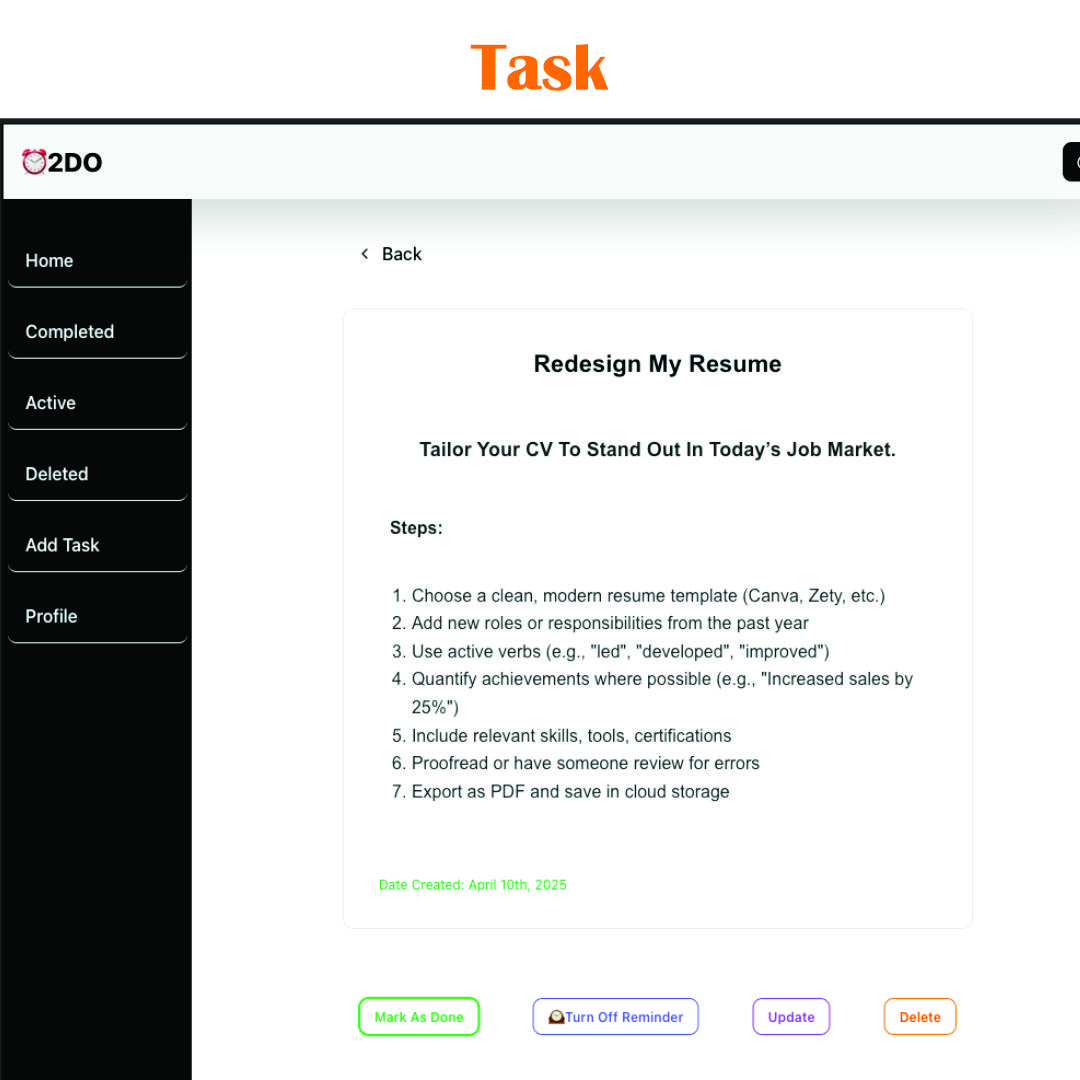 Task
2DO
Home
Completed
Active
Deleted
Add Task
Profile
Back
Redesign My Resume
Tailor Your CV To Stand Out In Today’s Job Market.
Steps:
1. Choose a clean, modern resume template (Canva, Zety, etc.)
2. Add new roles or responsibilities from the past year
3. Use active verbs (e.g., "led", "developed", "improved")
4. Quantify achievements where possible (e.g., "Increased sales by
25%")
5. Include relevant skills, tools, certifications
6. Proofread or have someone review for errors
7. Export as PDF and save in cloud storage
Date Created: April 10th, 2025
Mark As Done
Turn Off Reminder
Update
Delete